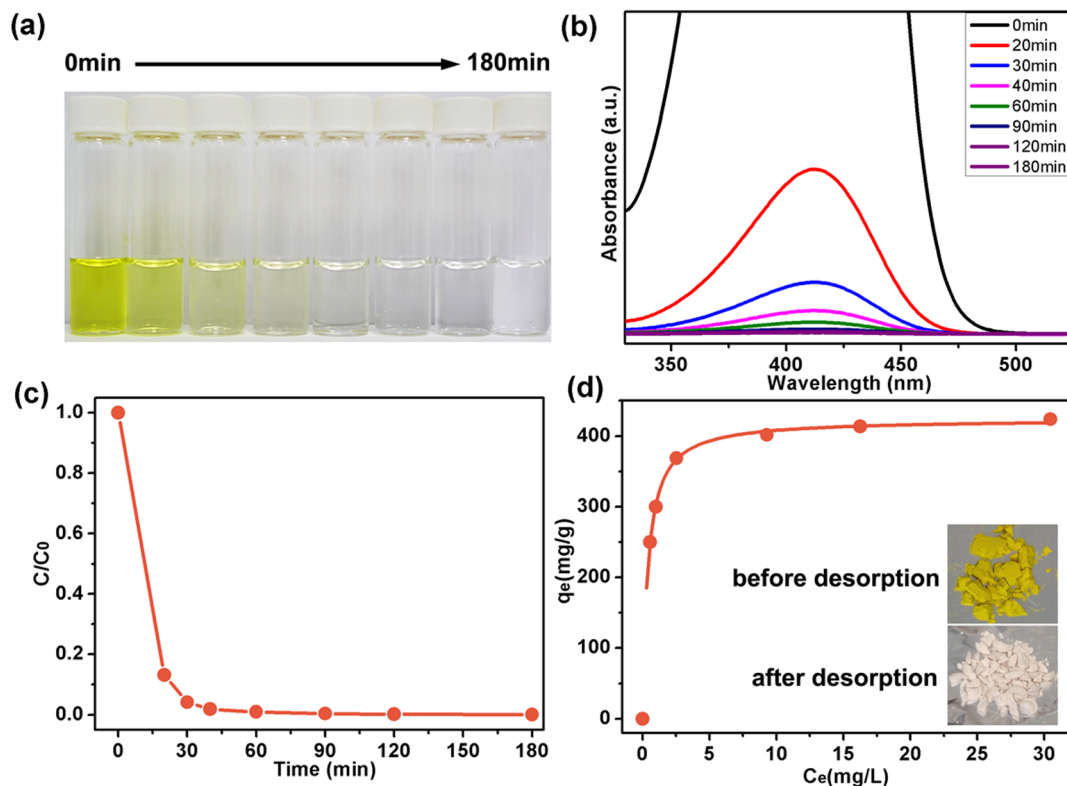 (a)
0min
180min
(b)
Absorbance (a.u.)
0min
20min
30min
40min
60min
90min
120min
180min
350
400
450
500
Wavelength (nm)
(c)
C/C0
1.0
0.8
0.6
0.4
0.2
0.0
0
30
60
90
120
150
180
Time (min)
(d)
qe(mg/g)
400
300
200
100
0
before desorption
after desorption
0
5
10
15
20
25
30
Ce(mg/L)